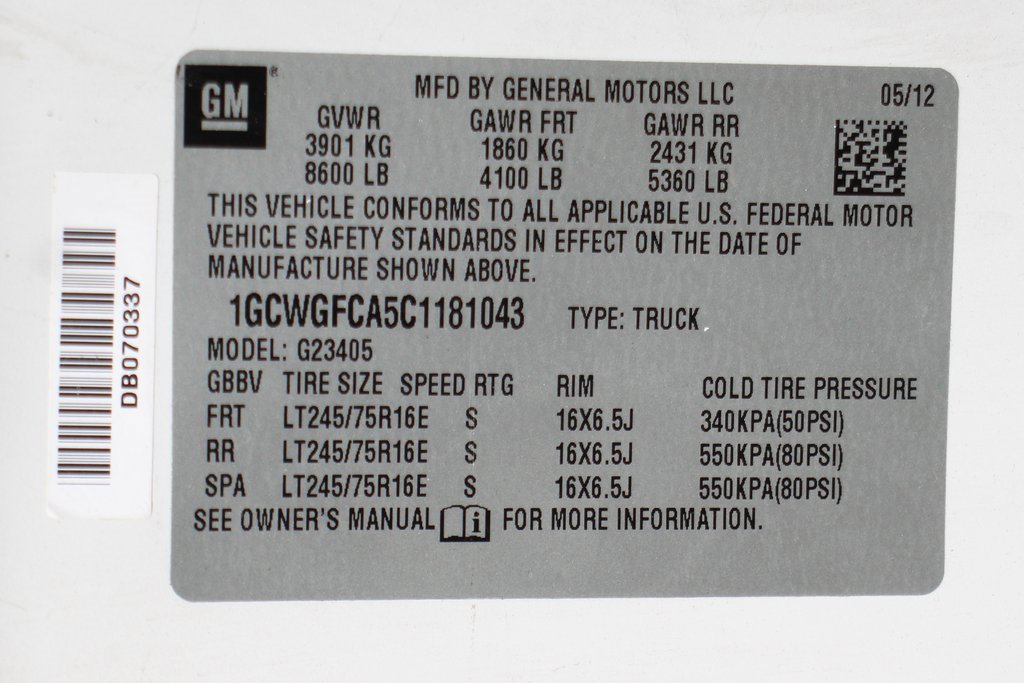 GM ®
MFD BY GENERAL MOTORS LLC 05/12
GVWR GAWR FRT GAWR RR
3901 KG 1860 KG 2431 KG
8600 LB 4100 LB 5360 LB
THIS VEHICLE CONFORMS TO ALL APPLICABLE U.S. FEDERAL MOTOR
VEHICLE SAFETY STANDARDS IN EFFECT ON THE DATE OF
MANUFACTURE SHOWN ABOVE.
1GCWGFCA5C1181043 TYPE: TRUCK
MODEL: G23405
GBBV TIRE SIZE SPEED RTG RIM COLD TIRE PRESSURE
FRT LT245/75R16E S 16X6.5J 340KPA(50PSI)
RR LT245/75R16E S 16X6.5J 550KPA(80PSI)
SPA LT245/75R16E S 16X6.5J 550KPA(80PSI)
SEE OWNER'S MANUAL i FOR MORE INFORMATION.
DB070337